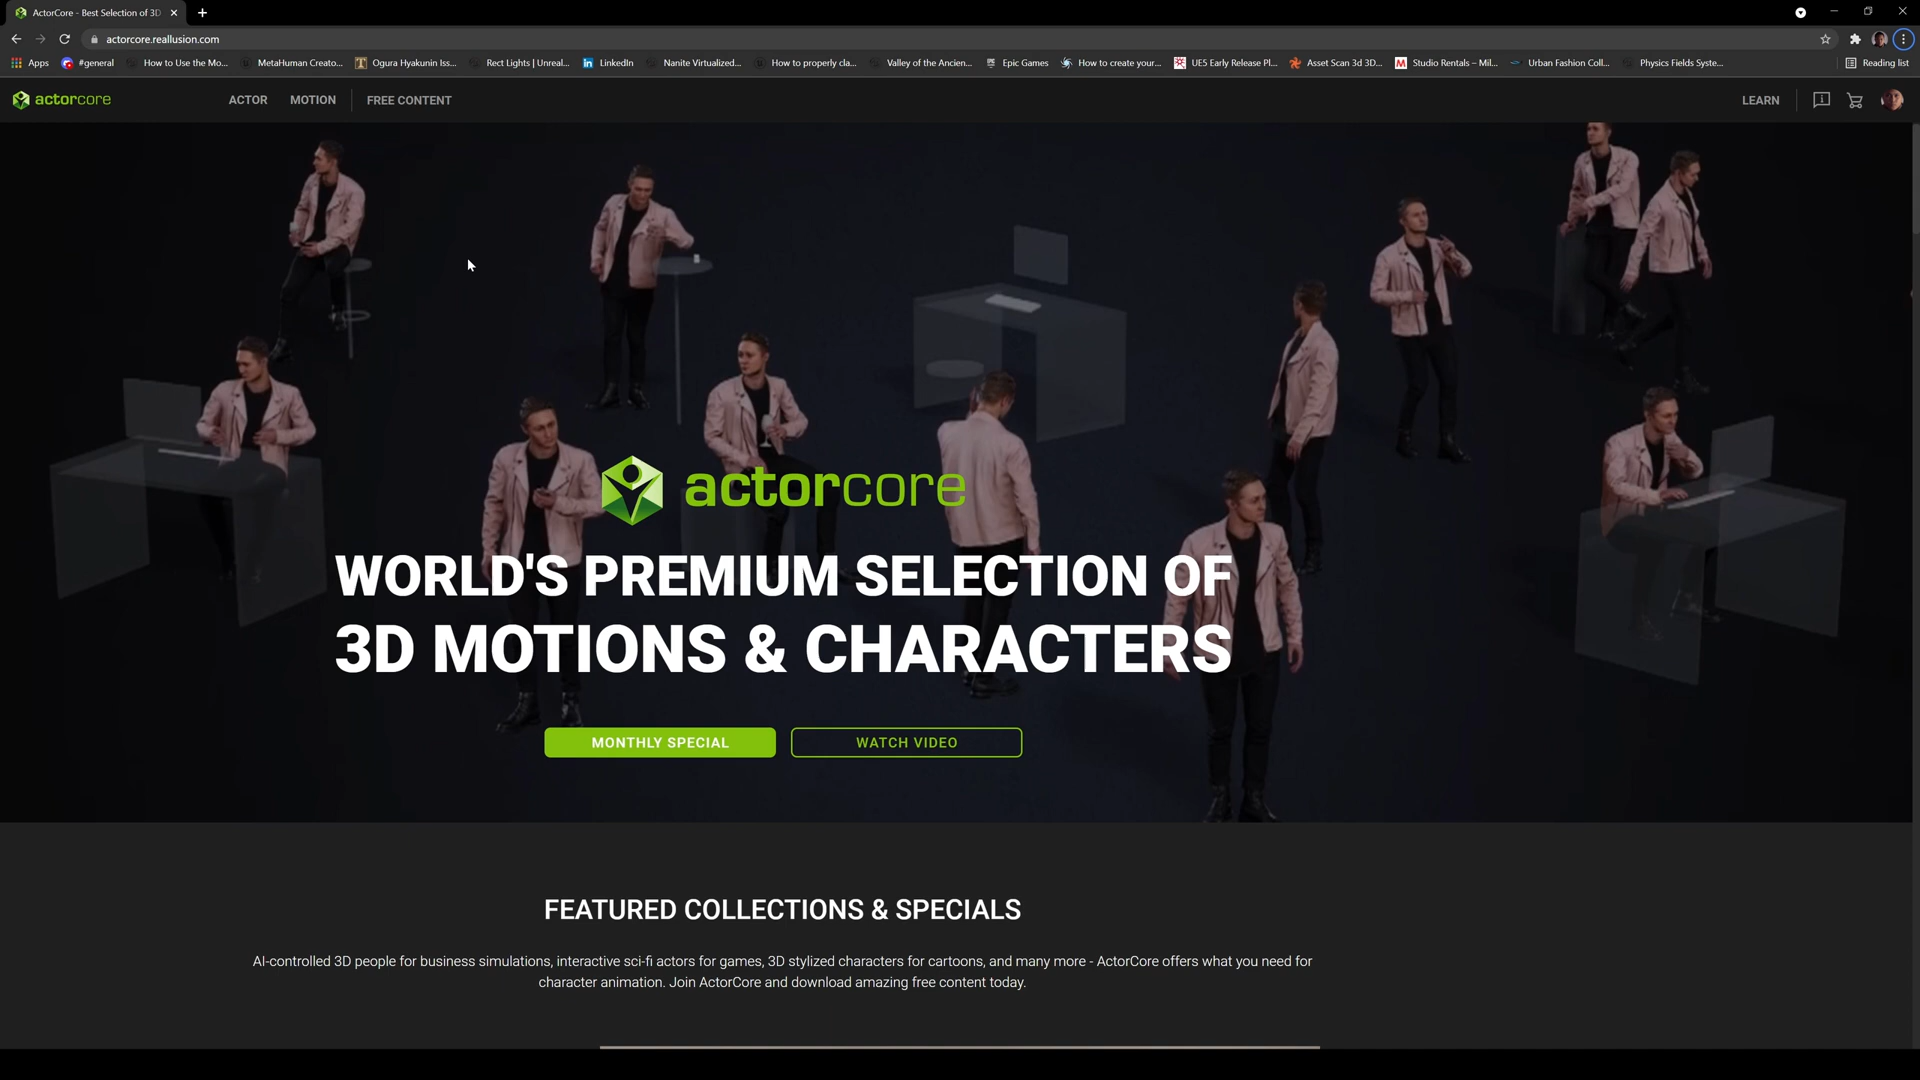 ActorCore - Best Selection of 3D
actorcore.reallusion.com
Apps #general How to Use the Mo... MetaHuman Creato... Ogura Hyakunin Iss... Rect Lights | Unreal... LinkedIn Nanite Virtualized... How to properly cla... Valley of the Ancien... Epic Games How to create your... UE5 Early Release Pl... Asset Scan 3d 3D... Studio Rentals – Mil... Urban Fashion Coll... Physics Fields Syste... Reading list
actorcore ACTOR MOTION FREE CONTENT LEARN
actorcore
WORLD'S PREMIUM SELECTION OF
3D MOTIONS & CHARACTERS
MONTHLY SPECIAL WATCH VIDEO
FEATURED COLLECTIONS & SPECIALS
AI-controlled 3D people for business simulations, interactive sci-fi actors for games, 3D stylized characters for cartoons, and many more - ActorCore offers what you need for
character animation. Join ActorCore and download amazing free content today.